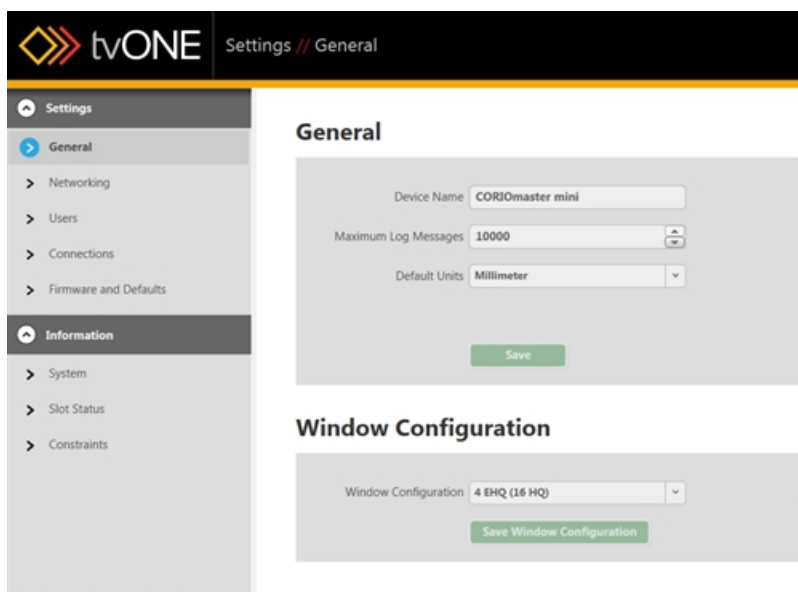 tvONE
Settings // General
Settings
General
Networking
Users
Connections
Firmware and Defaults
Information
System
Slot Status
Constraints
General
Device Name CORIOmaster mini
Maximum Log Messages 10000
Default Units Millimeter
Save
Window Configuration
Window Configuration 4 EHQ (16 HQ)
Save Window Configuration